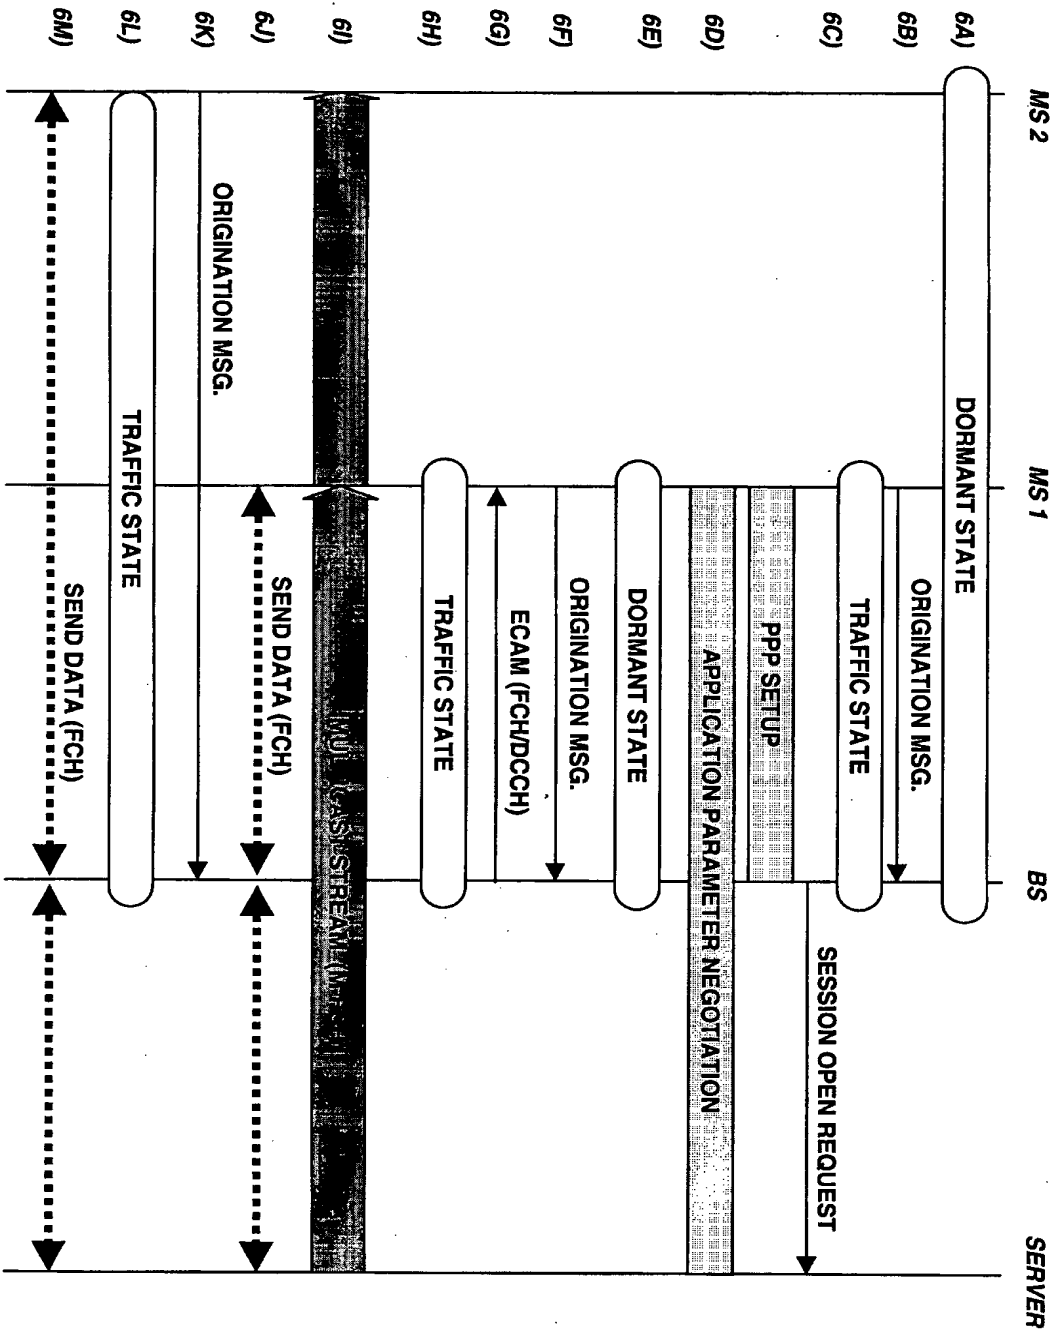 MS 2
MS 1
BS
SERVER
6A)
DORMANT STATE
6B)
ORIGINATION MSG.
TRAFFIC STATE
6C)
SESSION OPEN REQUEST
PPP SETUP
6D)
APPLICATION PARAMETER NEGOTIATION
6E)
DORMANT STATE
6F)
ORIGINATION MSG.
6G)
ECAM (FCH/DCCH)
6H)
TRAFFIC STATE
6I)
STREAM
6J)
SEND DATA (FCH)
6K)
ORIGINATION MSG.
6L)
TRAFFIC STATE
6M)
SEND DATA (FCH)